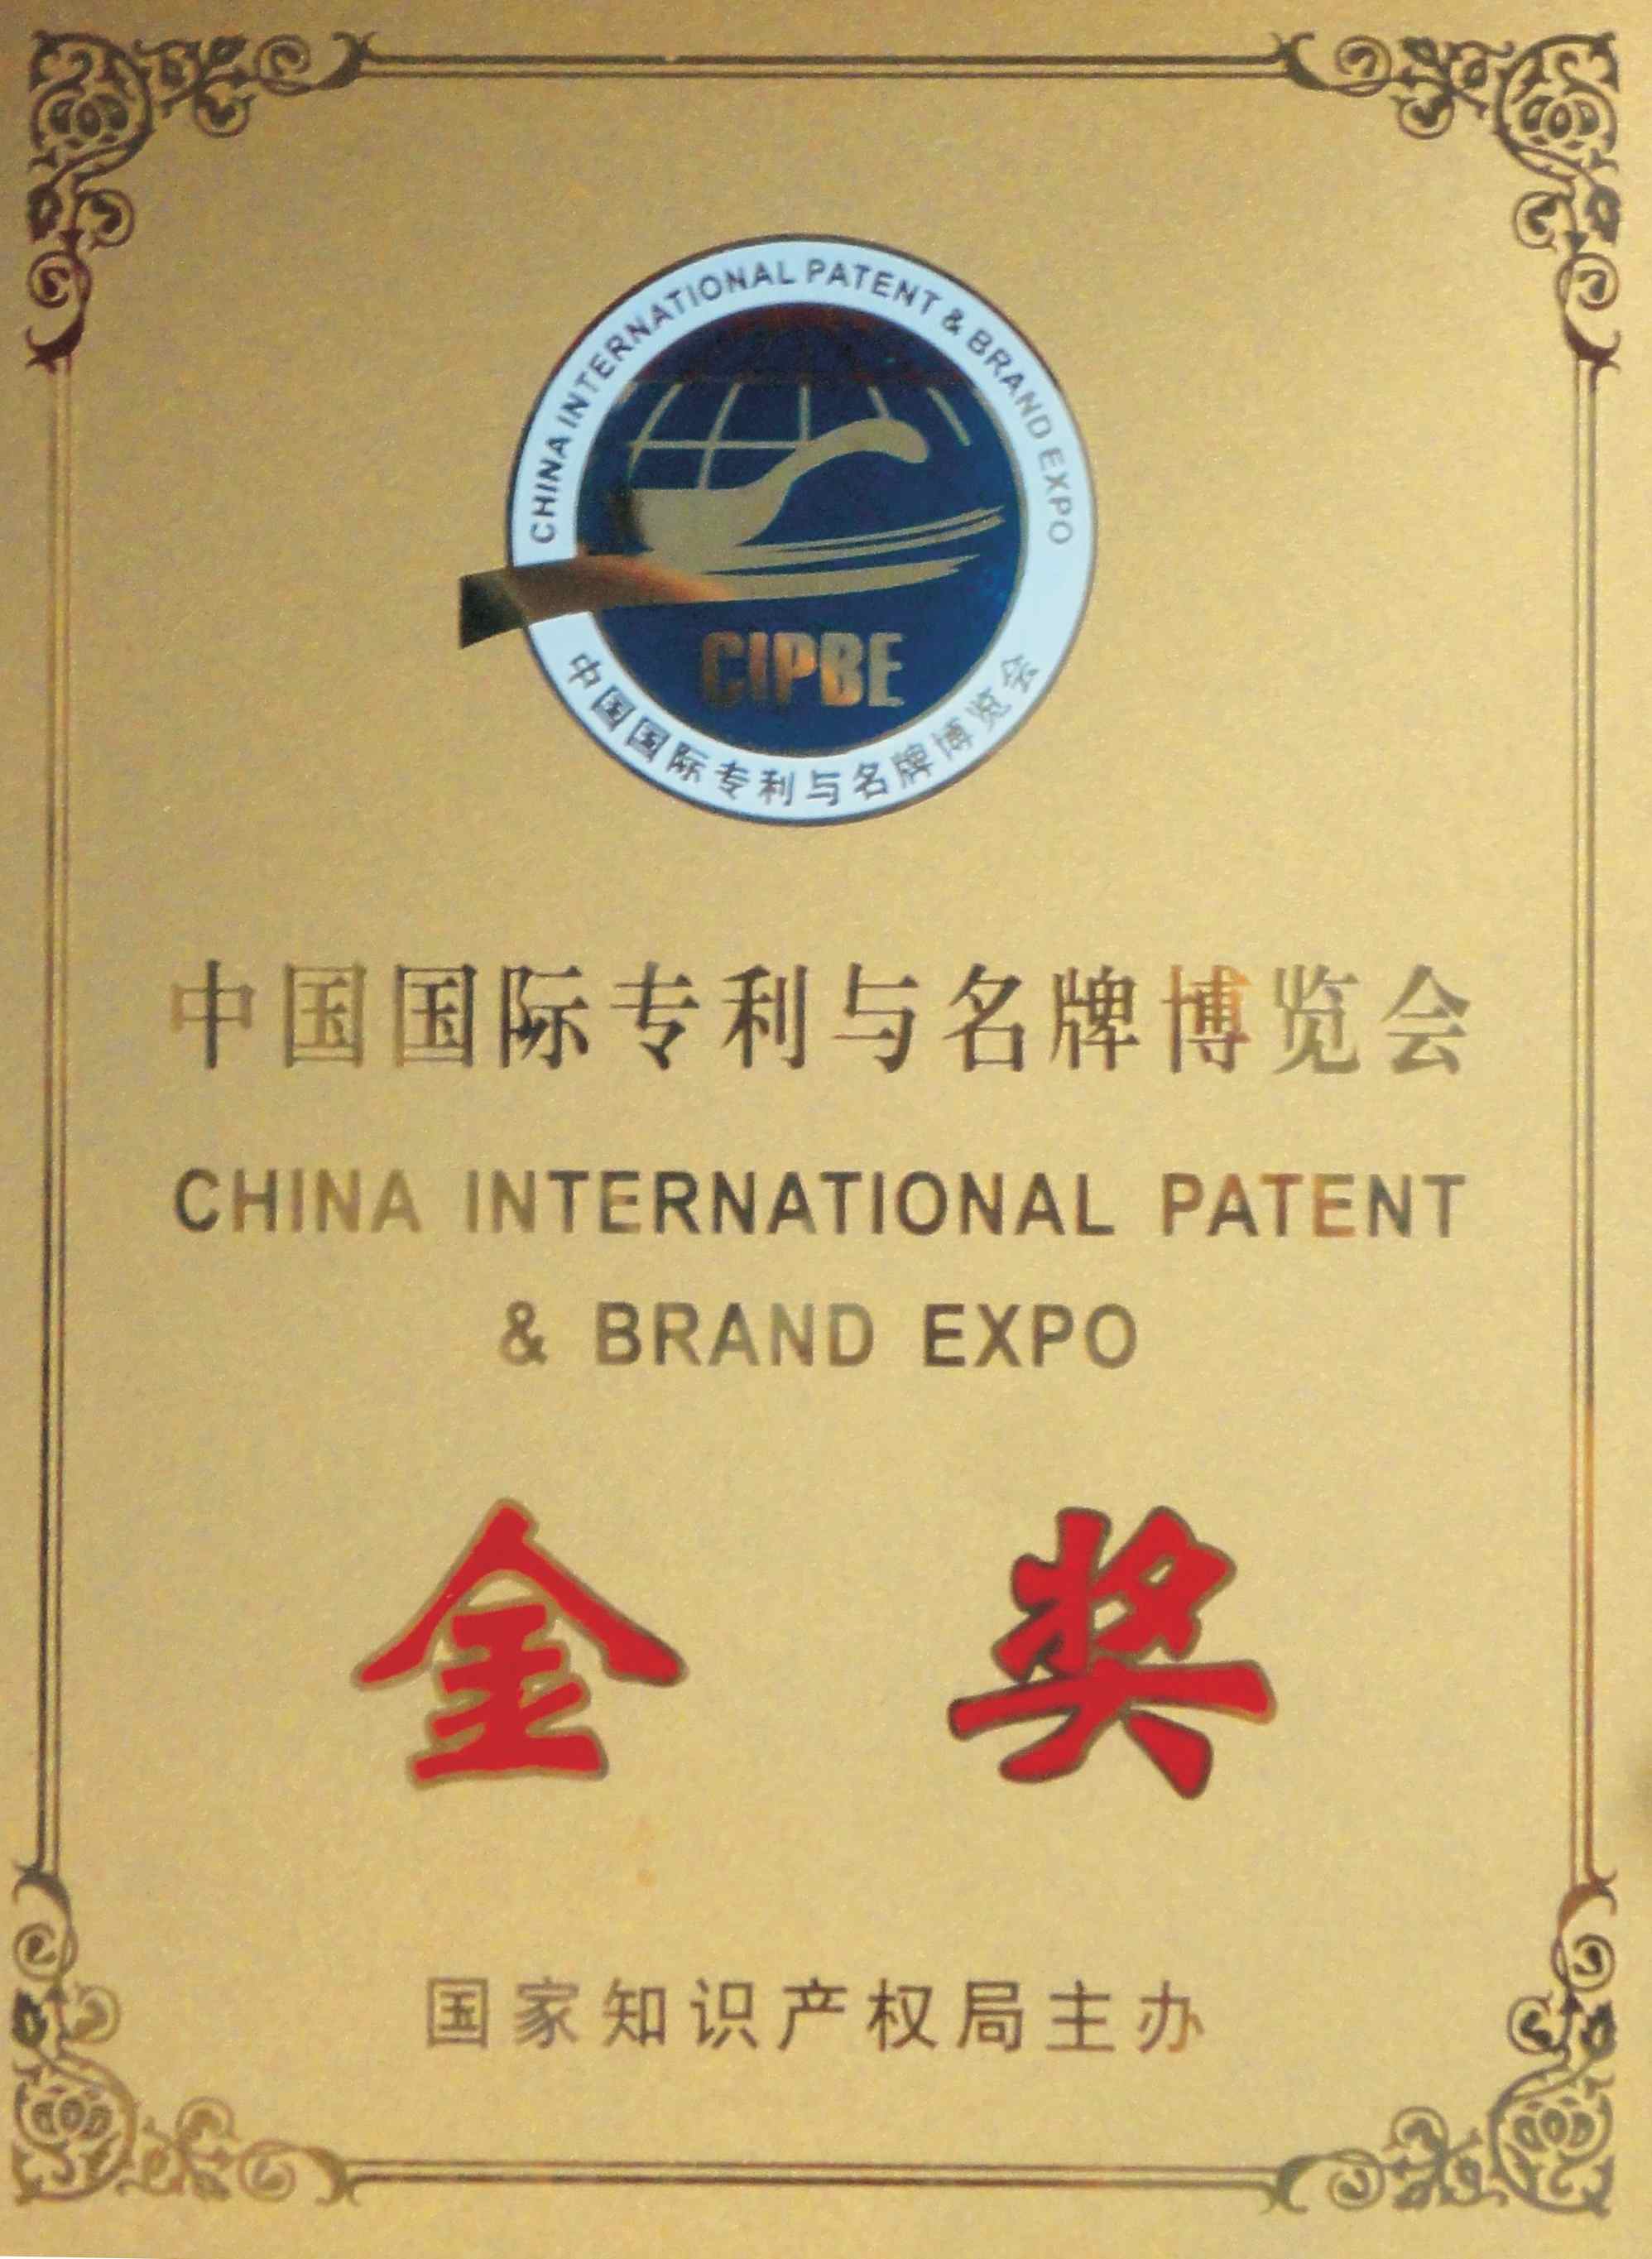 CHINA INTERNATIONAL PATENT & BRAND EXPO
CIPBE
中国国际专利与名牌博览会
中国国际专利与名牌博览会
CHINA INTERNATIONAL PATENT
& BRAND EXPO
金 奖
国家知识产权局主办